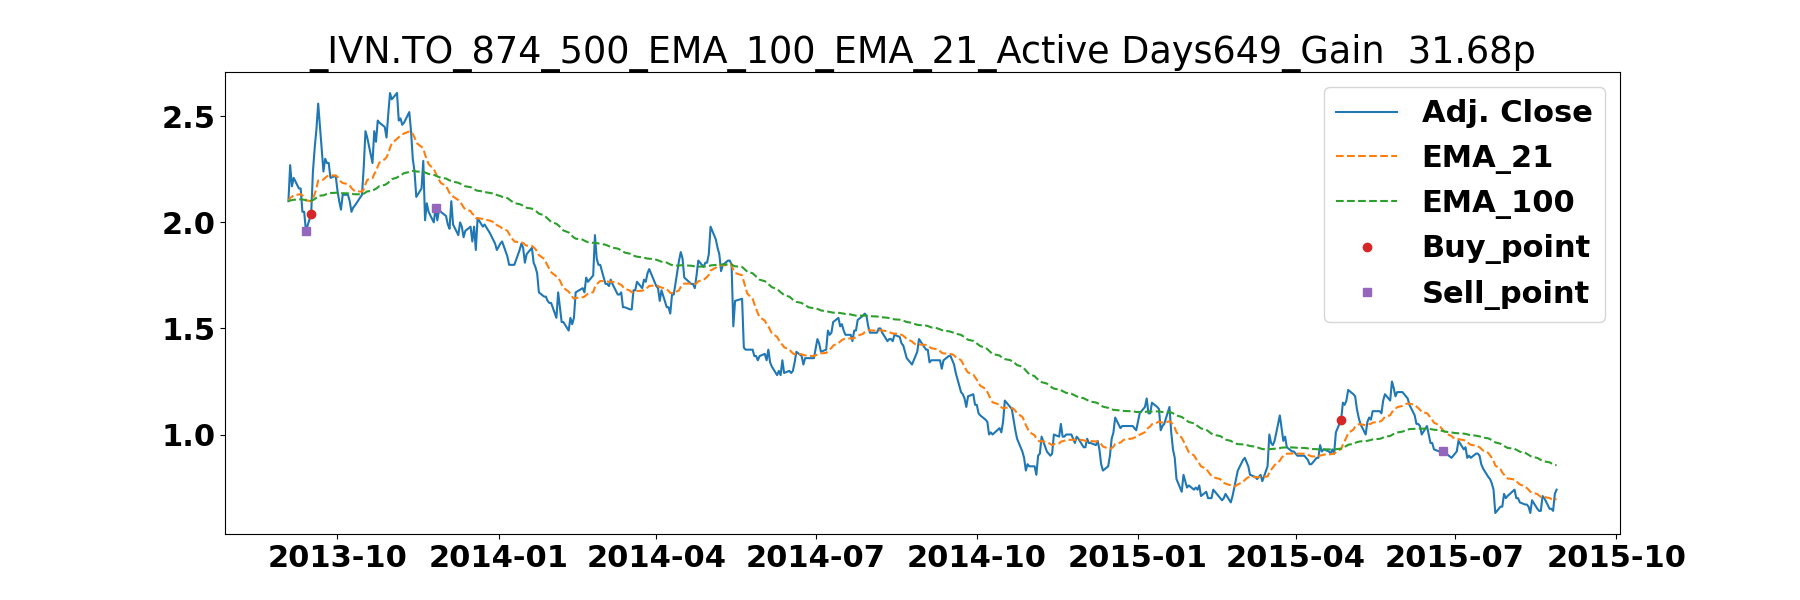 _IVN.TO_874_500_EMA_100_EMA_21_Active Days649_Gain  31.68p
2.5
2.0
1.5
1.0
Adj. Close
EMA_21
EMA_100
Buy_point
Sell_point
2013-10 2014-01 2014-04 2014-07 2014-10 2015-01 2015-04 2015-07 2015-10